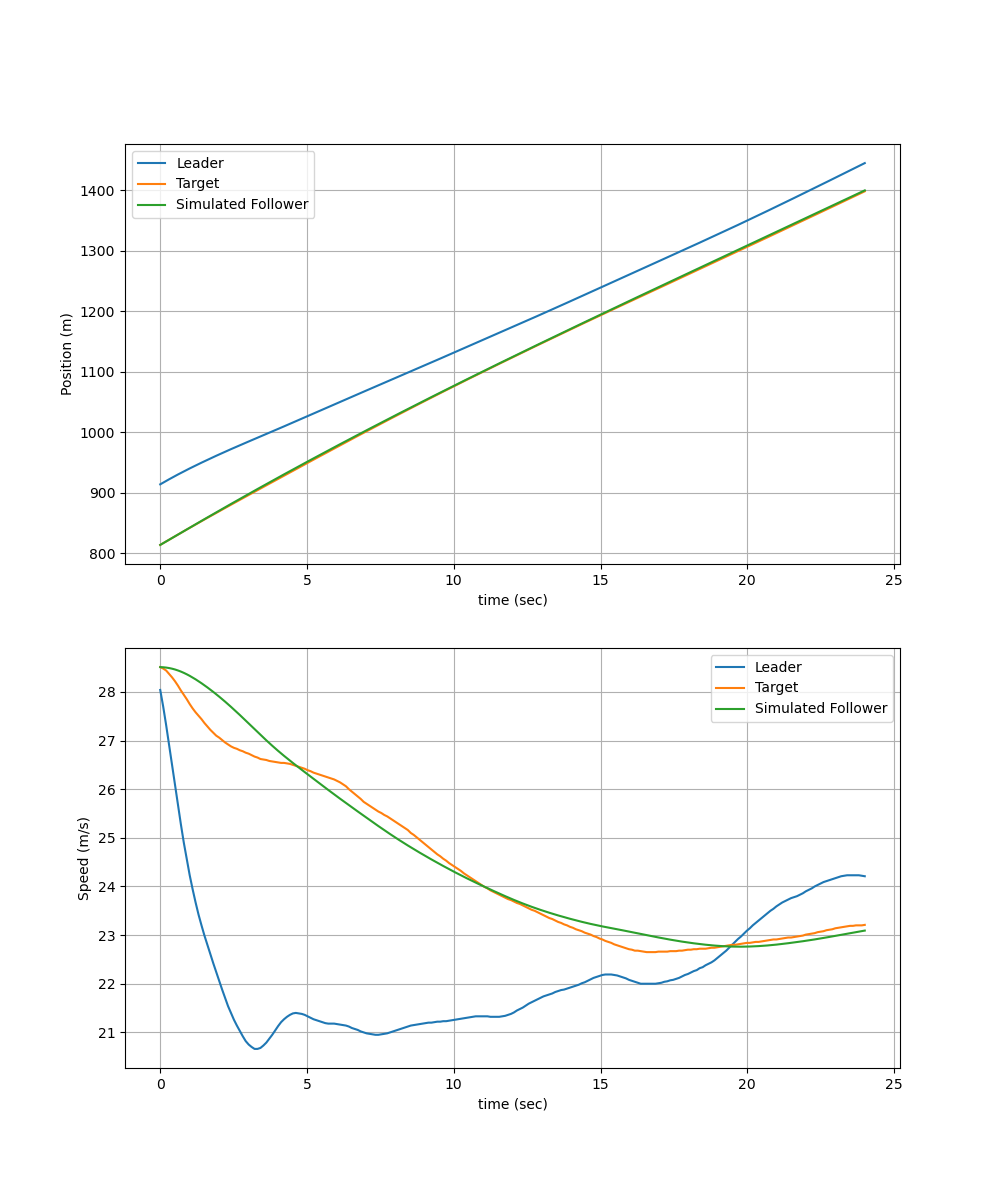 Leader
Target
Simulated Follower
1400
1300
1200
1100
1000
900
800
Position (m)
0 5 10 15 20 25
time (sec)
Leader
Target
Simulated Follower
28
27
26
25
24
23
22
21
Speed (m/s)
0 5 10 15 20 25
time (sec)